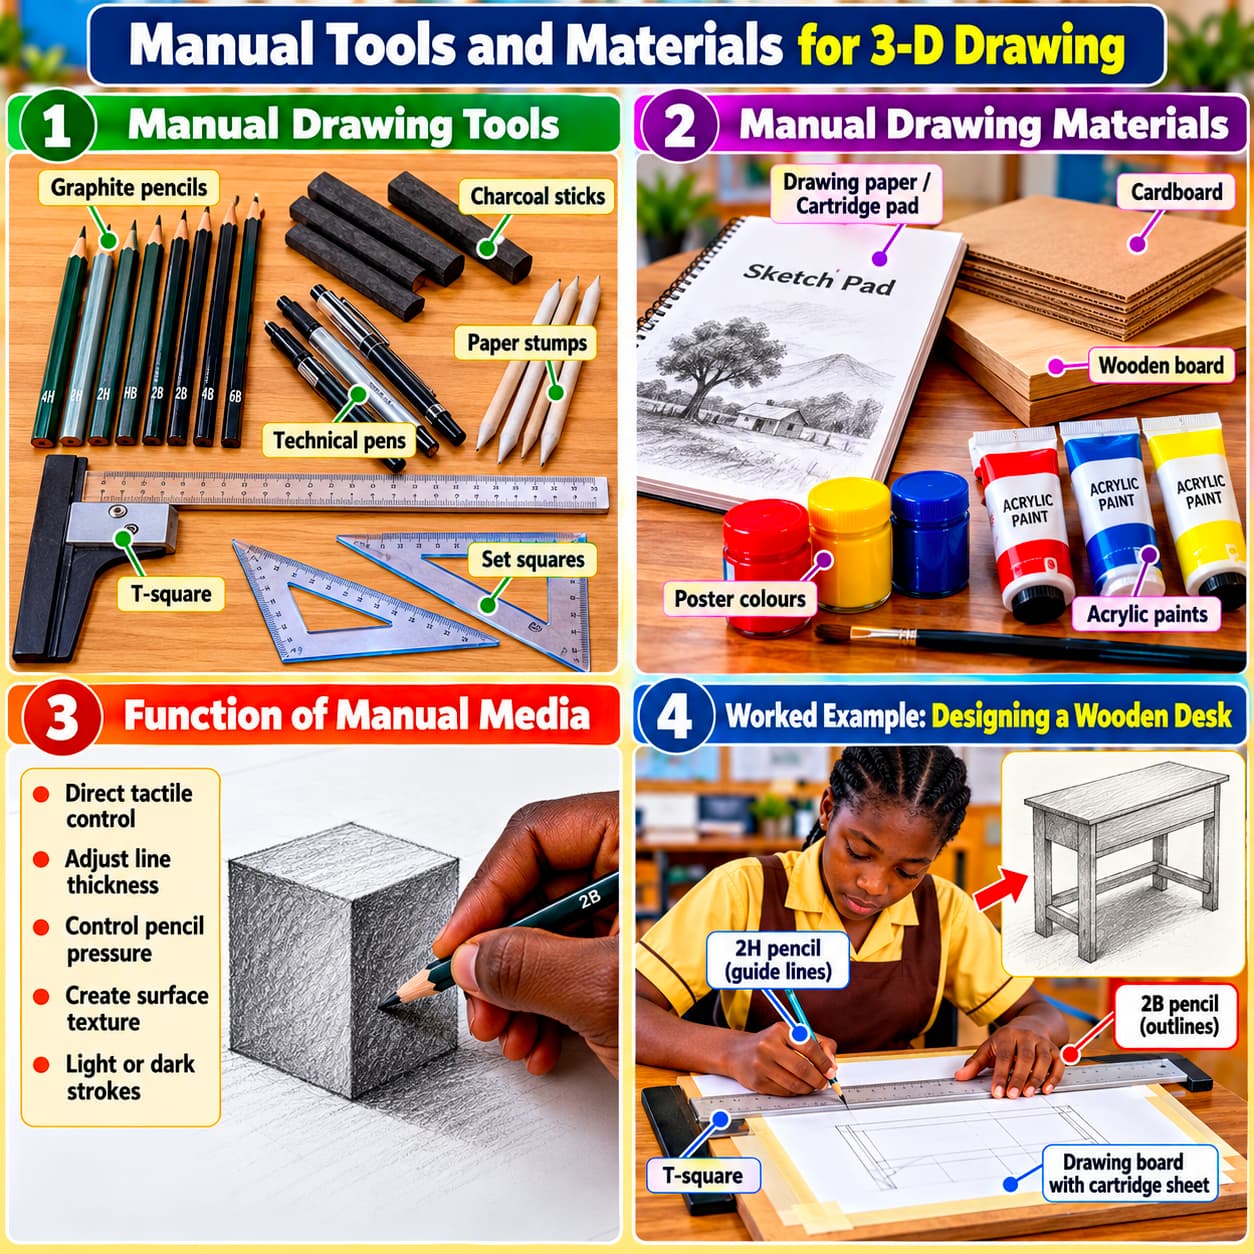 Manual Tools and Materials for 3-D Drawing
1 Manual Drawing Tools
Graphite pencils
Charcoal sticks
Paper stumps
Technical pens
4H
2H
HB
2B
2B
4B
6B
T-square
Set squares
2 Manual Drawing Materials
Drawing paper /
Cartridge pad
Cardboard
Sketch Pad
Wooden board
ACRYLIC
PAINT
ACRYLIC
PAINT
ACRYLIC
PAINT
Poster colours
Acrylic paints
3 Function of Manual Media
Direct tactile
control
Adjust line
thickness
Control pencil
pressure
Create surface
texture
Light or dark
strokes
2B
4 Worked Example: Designing a Wooden Desk
2H pencil
(guide lines)
2B pencil
(outlines)
T-square
Drawing board
with cartridge sheet